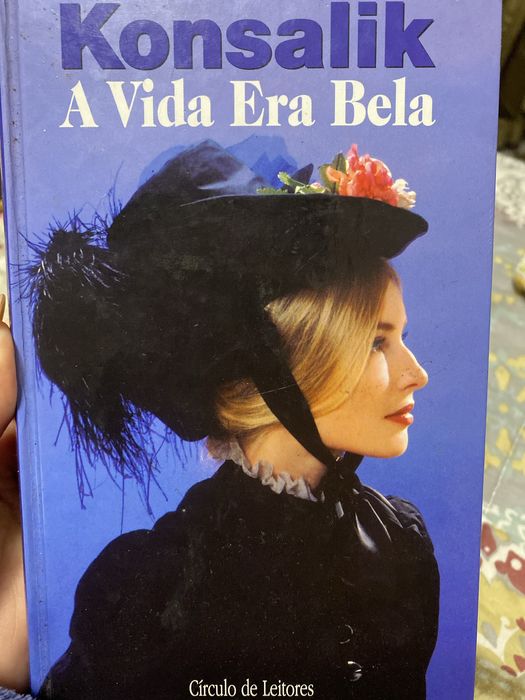 Konsalik
A Vida Era Bela
Círculo de Leitores